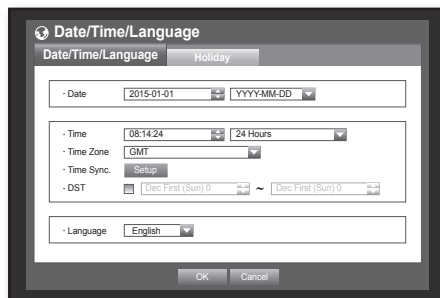 Date/Time/Language
Date/Time/Language Holiday
· Date 2015-01-01 YYYY-MM-DD
· Time 08:14:24 24 Hours
· Time Zone GMT
· Time Sync. Setup
· DST Dec First (Sun) 0 ~ Dec First (Sun) 0
· Language English
OK Cancel